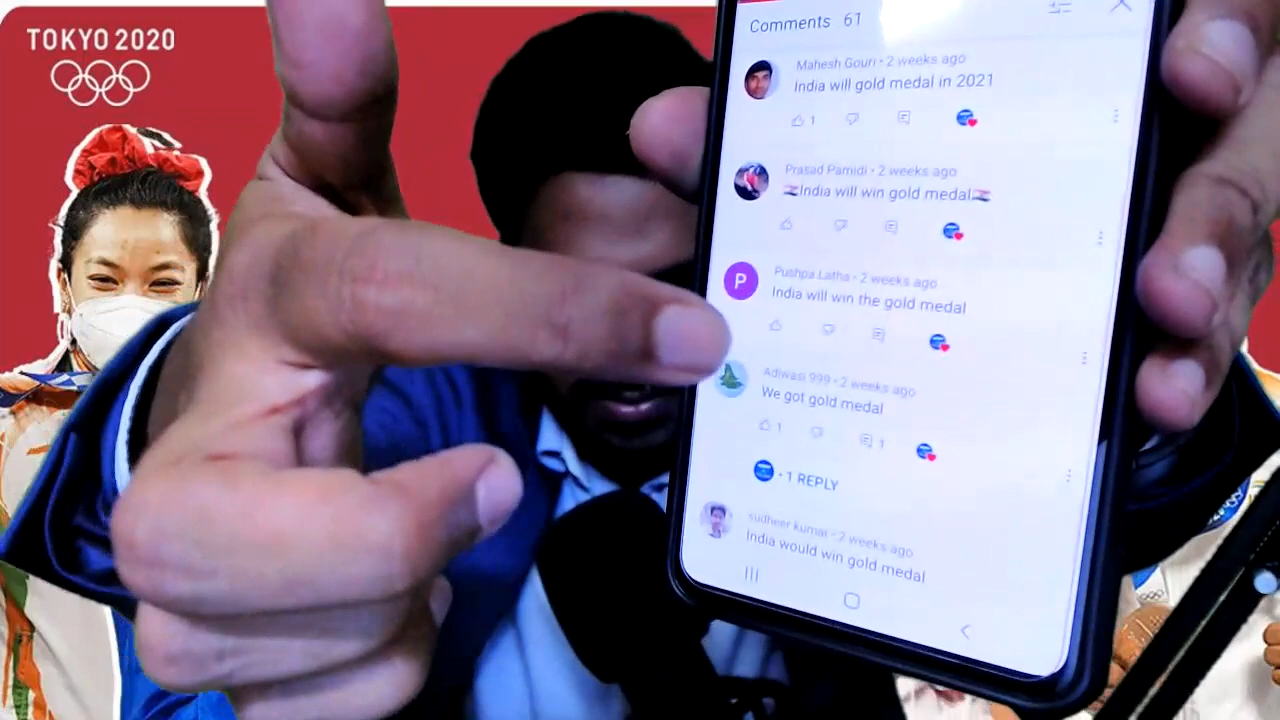 TOKYO 2020
Comments 61
Mahesh Gouri • 2 weeks ago
India will gold medal in 2021
1
Prasad Pamidi • 2 weeks ago
India will win gold medal
P
Pushpa Latha • 2 weeks ago
India will win the gold medal
Adiwasi 999 • 2 weeks ago
We got gold medal
1
1
• 1 REPLY
sudheer kumar • 2 weeks ago
India would win gold medal